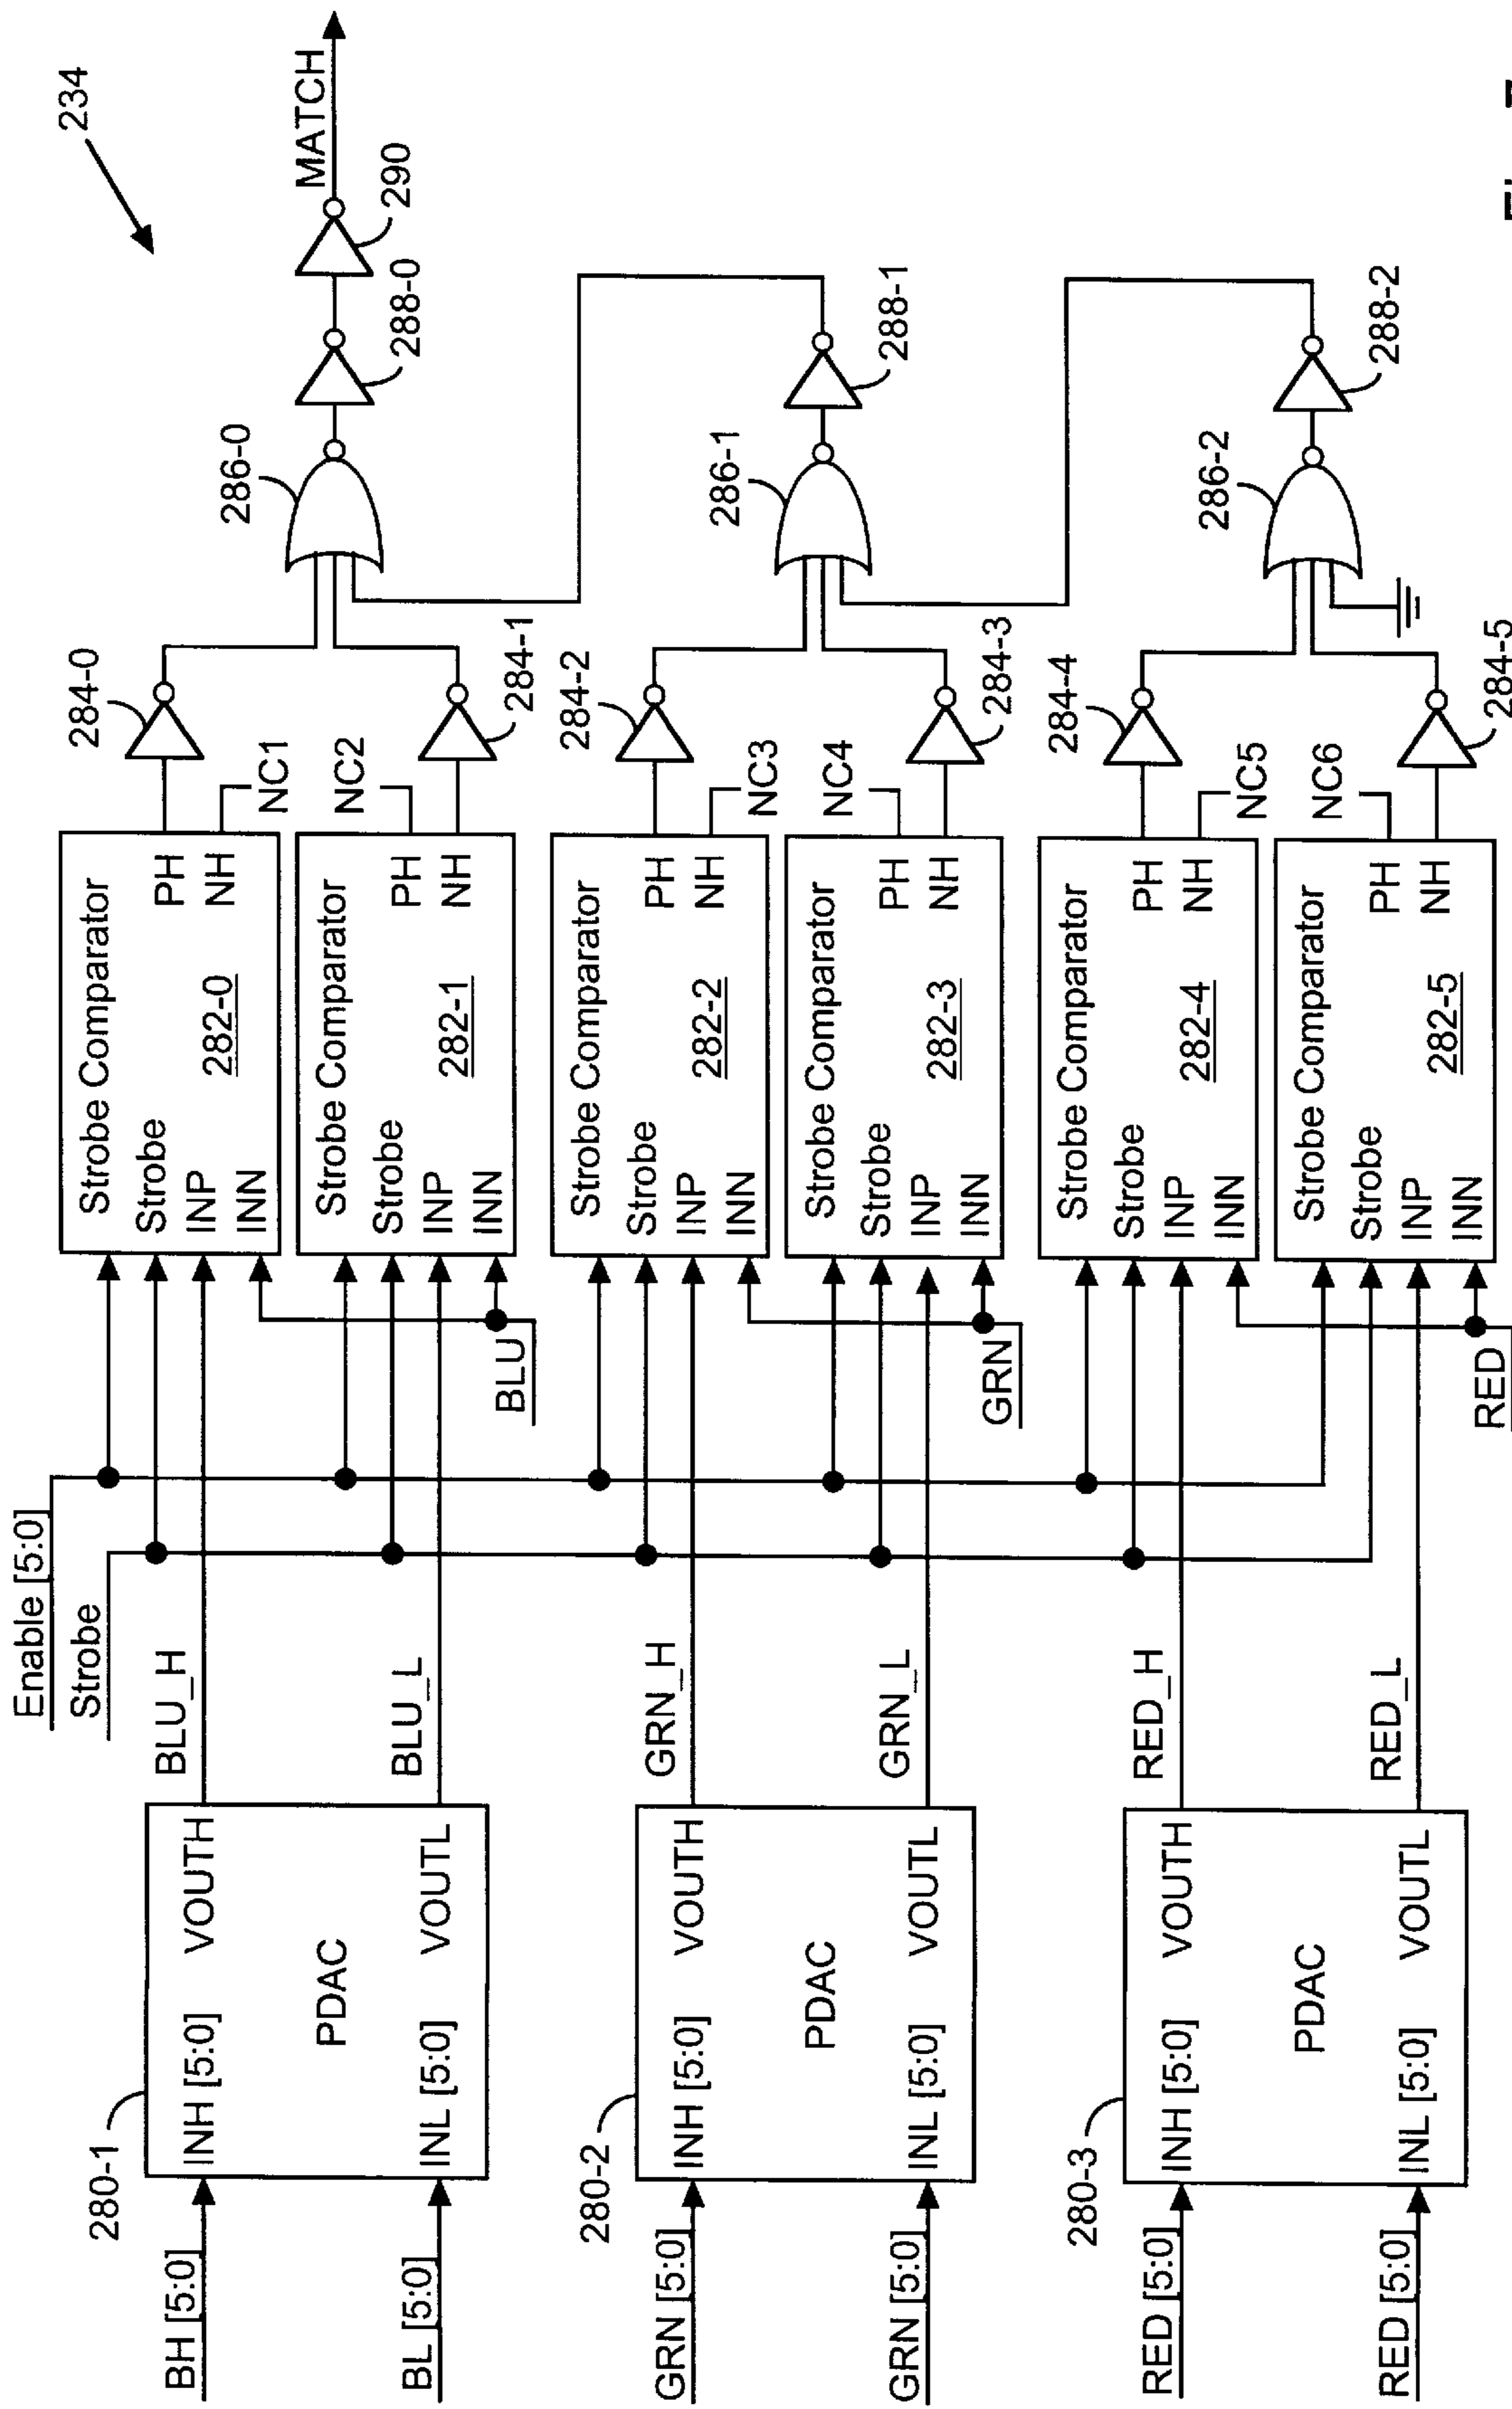 234
Enable [5:0]
Strobe
BH [5:0]
BL [5:0]
280-1
INH [5:0] VOUTH
PDAC
INL [5:0] VOUTL
BLU_H
BLU_L
BLU
Strobe Comparator
Strobe
INP
INN
282-0
PH
NH
NC1
284-0
Strobe Comparator
Strobe
INP
INN
282-1
PH
NH
NC2
284-1
286-0
288-0
290
MATCH
GRN [5:0]
GRN [5:0]
280-2
INH [5:0] VOUTH
PDAC
INL [5:0] VOUTL
GRN_H
GRN_L
GRN
Strobe Comparator
Strobe
INP
INN
282-2
PH
NH
NC3
284-2
Strobe Comparator
Strobe
INP
INN
282-3
PH
NH
NC4
284-3
286-1
288-1
RED [5:0]
RED [5:0]
280-3
INH [5:0] VOUTH
PDAC
INL [5:0] VOUTL
RED_H
RED_L
RED
Strobe Comparator
Strobe
INP
INN
282-4
PH
NH
NC5
284-4
Strobe Comparator
Strobe
INP
INN
282-5
PH
NH
NC6
284-5
286-2
288-2